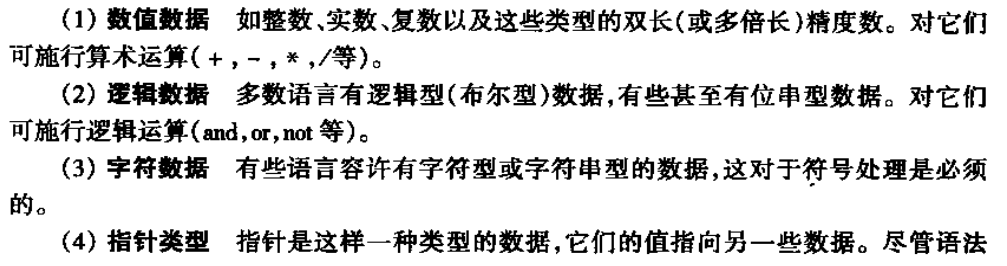 (1) 数值数据 如整数、实数、复数以及这些类型的双长(或多倍长)精度数。对它们
可施行算术运算(+,-,*,/等)。
(2) 逻辑数据 多数语言有逻辑型(布尔型)数据,有些甚至有位串型数据。对它们
可施行逻辑运算(and,or,not 等)。
(3) 字符数据 有些语言容许有字符型或字符串型的数据,这对于符号处理是必须
的。
(4) 指针类型 指针是这样一种类型的数据,它们的值指向另一些数据。尽管语法